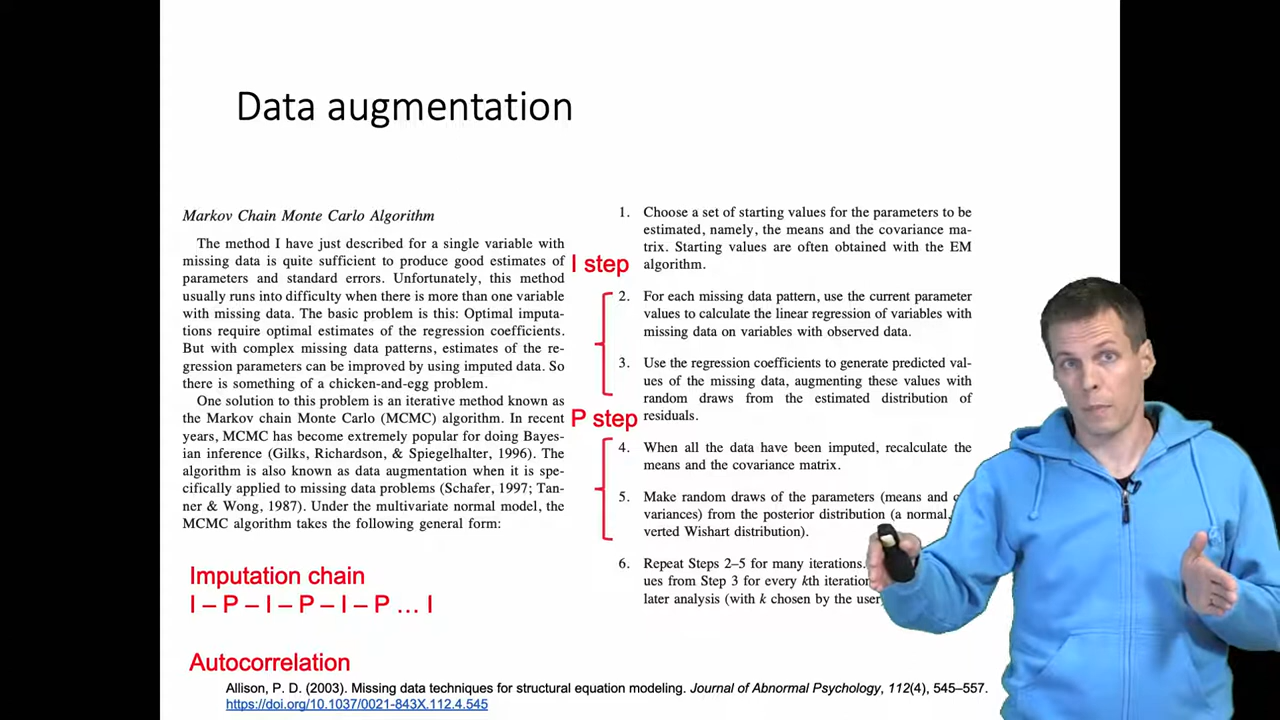 Data augmentation
Markov Chain Monte Carlo Algorithm
The method I have just described for a single variable with
missing data is quite sufficient to produce good estimates of
parameters and standard errors. Unfortunately, this method
usually runs into difficulty when there is more than one variable
with missing data. The basic problem is this: Optimal imputa-
tions require optimal estimates of the regression coefficients.
But with complex missing data patterns, estimates of the re-
gression parameters can be improved by using imputed data. So
there is something of a chicken-and-egg problem.
One solution to this problem is an iterative method known as
the Markov chain Monte Carlo (MCMC) algorithm. In recent
years, MCMC has become extremely popular for doing Bayes-
ian inference (Gilks, Richardson, & Spiegelhalter, 1996). The
algorithm is also known as data augmentation when it is spe-
cifically applied to missing data problems (Schafer, 1997; Tan-
ner & Wong, 1987). Under the multivariate normal model, the
MCMC algorithm takes the following general form:
Imputation chain
I – P – I – P – I – P … I
Autocorrelation
1. Choose a set of starting values for the parameters to be
estimated, namely, the means and the covariance ma-
trix. Starting values are often obtained with the EM
algorithm.
I step
2. For each missing data pattern, use the current parameter
values to calculate the linear regression of variables with
missing data on variables with observed data.
3. Use the regression coefficients to generate predicted val-
ues of the missing data, augmenting these values with
random draws from the estimated distribution of
residuals.
P step
4. When all the data have been imputed, recalculate the
means and the covariance matrix.
5. Make random draws of the parameters (means and
variances) from the posterior distribution (a normal,
verted Wishart distribution).
6. Repeat Steps 2–5 for many iterations.
ues from Step 3 for every kth iteration
later analysis (with k chosen by the user
Allison, P. D. (2003). Missing data techniques for structural equation modeling. Journal of Abnormal Psychology, 112(4), 545–557.
https://doi.org/10.1037/0021-843X.112.4.545